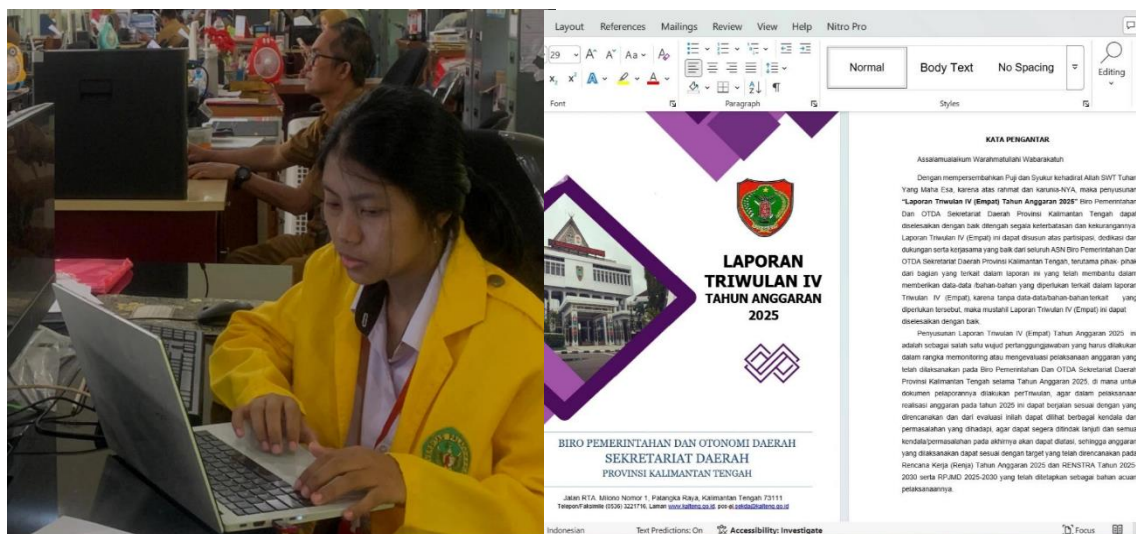 Layout References Mailings Review View Help Nitro Pro
29 A A Aa A
x₂ x² A A
Normal Body Text No Spacing
Editing
Font Paragraph Styles
LAPORAN
TRIWULAN IV
TAHUN ANGGARAN
2025
BIRO PEMERINTAHAN DAN OTONOMI DAERAH
SEKRETARIAT DAERAH
PROVINSI KALIMANTAN TENGAH
Jalan RTA. Milono Nomor 1, Palangka Raya, Kalimantan Tengah 73111
Telepon/Faksimile (0536) 3221716, Laman www.kalteng.go.id, pos-el
KATA PENGANTAR
Assalamualaikum Warahmatullahi Wabarakatuh
Dengan mempersembahkan Puji dan Syukur kehadirat Allah SWT Tuhan
Yang Maha Esa, karena atas rahmat dan karunia-NYA, maka penyusunan
"Laporan Triwulan IV (Empat) Tahun Anggaran 2025" Biro Pemerintahan
Dan OTDA Sekretariat Daerah Provinsi Kalimantan Tengah dapat
diselesaikan dengan baik ditengah segala keterbatasan dan kekurangannya.
Laporan Triwulan IV (Empat) ini dapat disusun atas partisipasi, dedikasi dan
dukungan serta kerjasama yang baik dari seluruh ASN Biro Pemerintahan Dan
OTDA Sekretariat Daerah Provinsi Kalimantan Tengah, terutama pihak- pihak
dari bagian yang terkait dalam laporan ini yang telah membantu dalam
memberikan data-data /bahan-bahan yang diperlukan terkait dalam laporan
Triwulan IV (Empat), karena tanpa data-data/bahan-bahan terkait yang
diperlukan tersebut, maka mustahil Laporan Triwulan IV (Empat) ini dapat
diselesaikan dengan baik.
Penyusunan Laporan Triwulan IV (Empat) Tahun Anggaran 2025 ini
adalah sebagai salah satu wujud pertanggungjawaban yang harus dilakukan
dalam rangka memonitoring atau mengevaluasi pelaksanaan anggaran yang
telah dilaksanakan pada Biro Pemerintahan Dan OTDA Sekretariat Daerah
Provinsi Kalimantan Tengah selama Tahun Anggaran 2025, di mana untuk
dokumen pelaporannya dilakukan perTriwulan, agar dalam pelaksanaan
realisasi anggaran pada tahun 2025 ini dapat berjalan sesuai dengan yang
direncanakan dan dari evaluasi inilah dapat dilihat berbagai kendala dan
permasalahan yang dihadapi, agar dapat segera ditindak lanjuti dan semua
kendala/permasalahan pada akhirnya akan dapat diatasi, sehingga anggaran
yang dilaksanakan dapat sesuai dengan target yang telah direncanakan pada
Rencana Kerja (Renja) Tahun Anggaran 2025 dan RENSTRA Tahun 2025-
2030 serta RPJMD 2025-2030 yang telah ditetapkan sebagai bahan acuan
pelaksanaannya.
Indonesian Text Predictions: On Accessibility: Investigate Focus